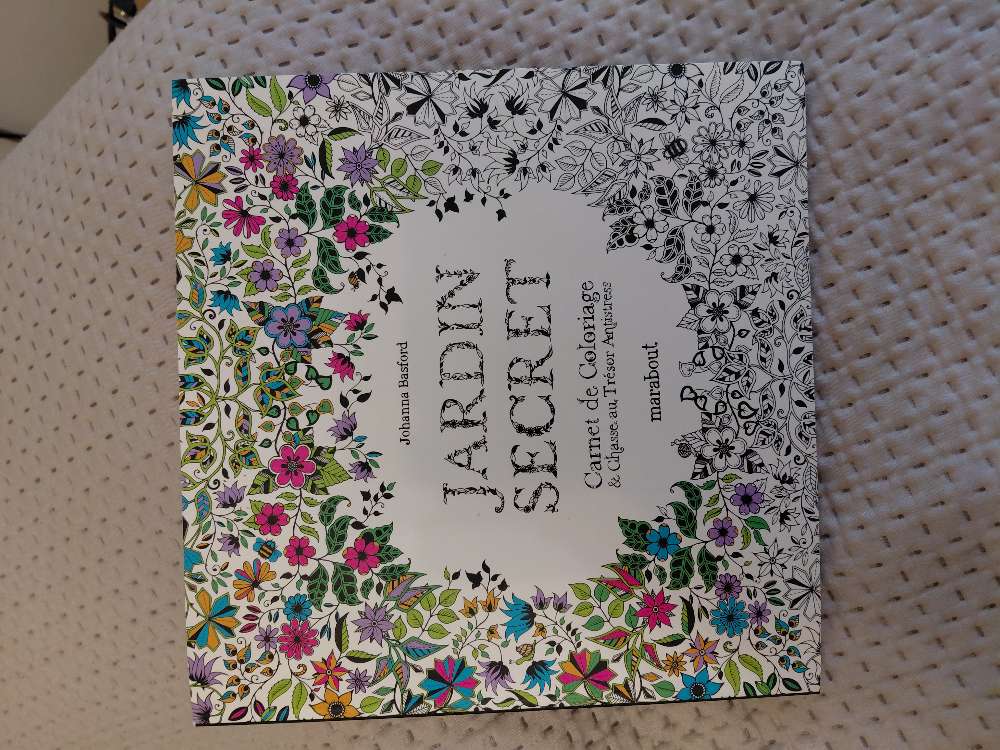 Johanna Basford
JARDIN
SECRET
Carnet de Coloriage
& Chasse au Trésor Antistress
marabout